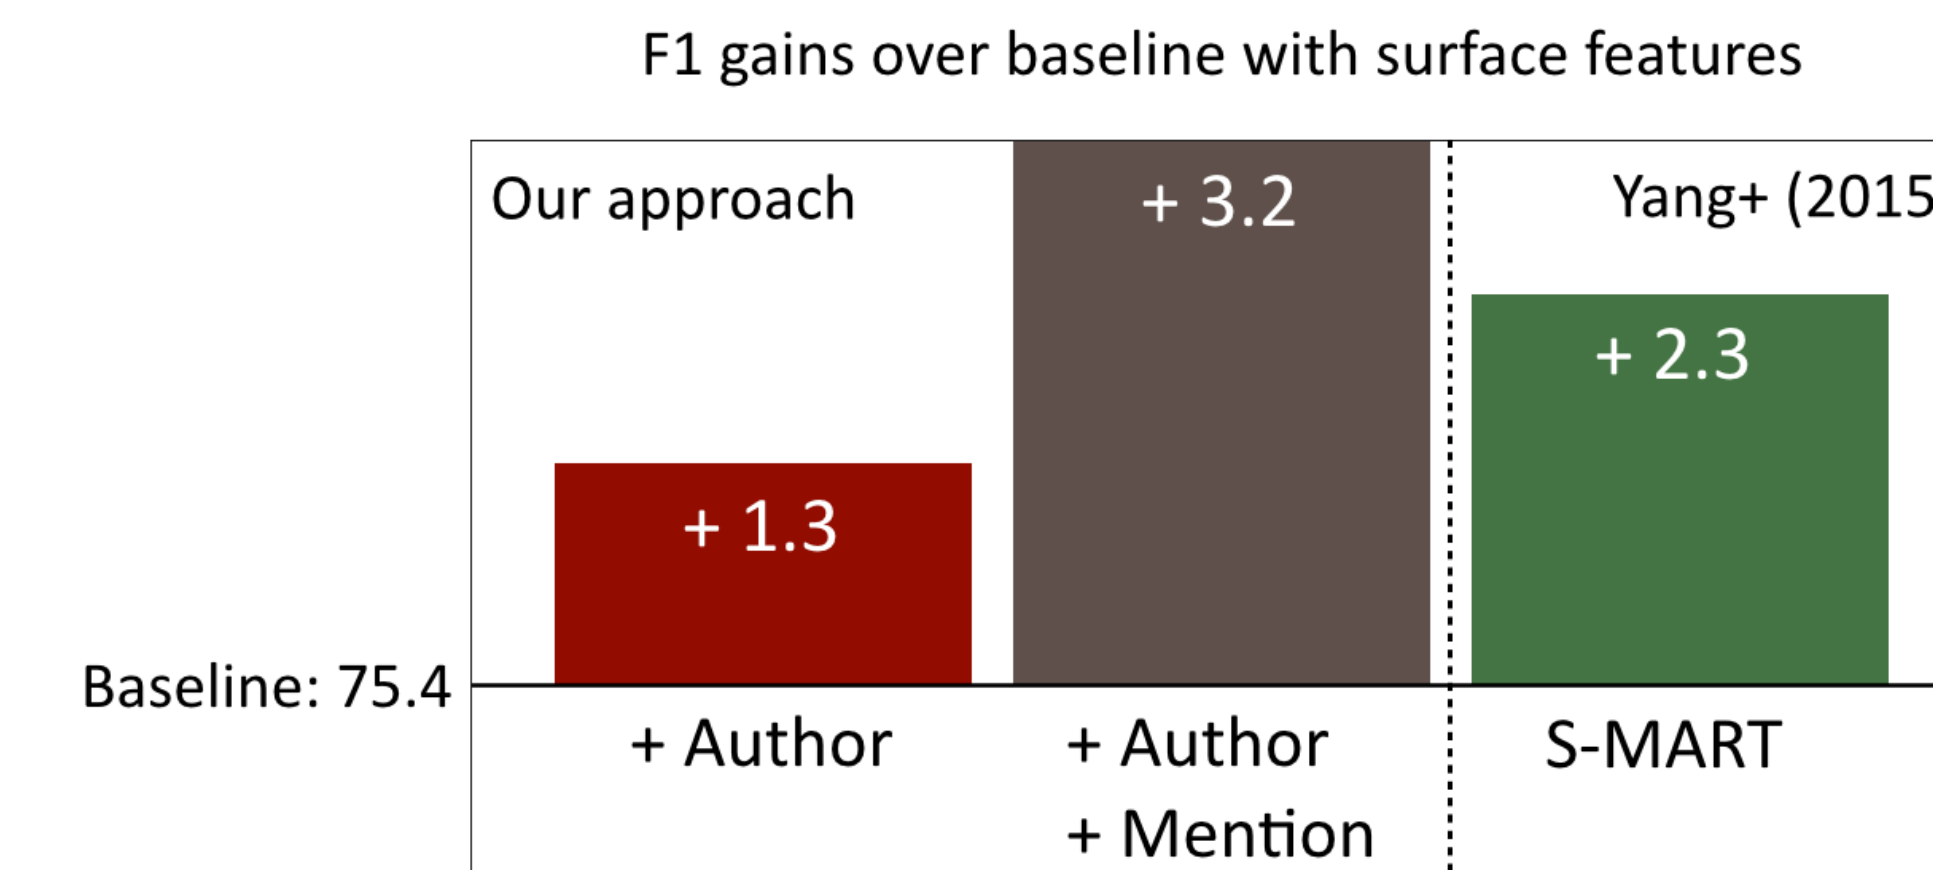 F1 gains over baseline with surface features
Our approach
+ 3.2
Yang+ (2015
+ 2.3
+ 1.3
Baseline: 75.4
+ Author
+ Author
+ Mention
S-MART